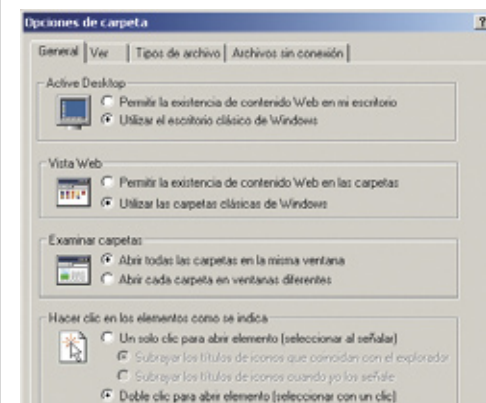 Opciones de carpeta
General Ver Tipos de archivo Archivos sin conexión
Active Desktop
Permitir la existencia de contenido Web en mi escritorio
Utilizar el escritorio clásico de Windows
Vista Web
Permitir la existencia de contenido Web en las carpetas
Utilizar las carpetas clásicas de Windows
Examinar carpetas
Abrir todas las carpetas en la misma ventana
Abrir cada carpeta en ventanas diferentes
Hacer clic en los elementos como se indica
Un solo clic para abrir elemento (seleccionar al señalar)
Subrayar los títulos de iconos que coincidan con el explorador
Subrayar los títulos de iconos cuando yo los señale
Doble clic para abrir elemento (seleccionar con un clic)